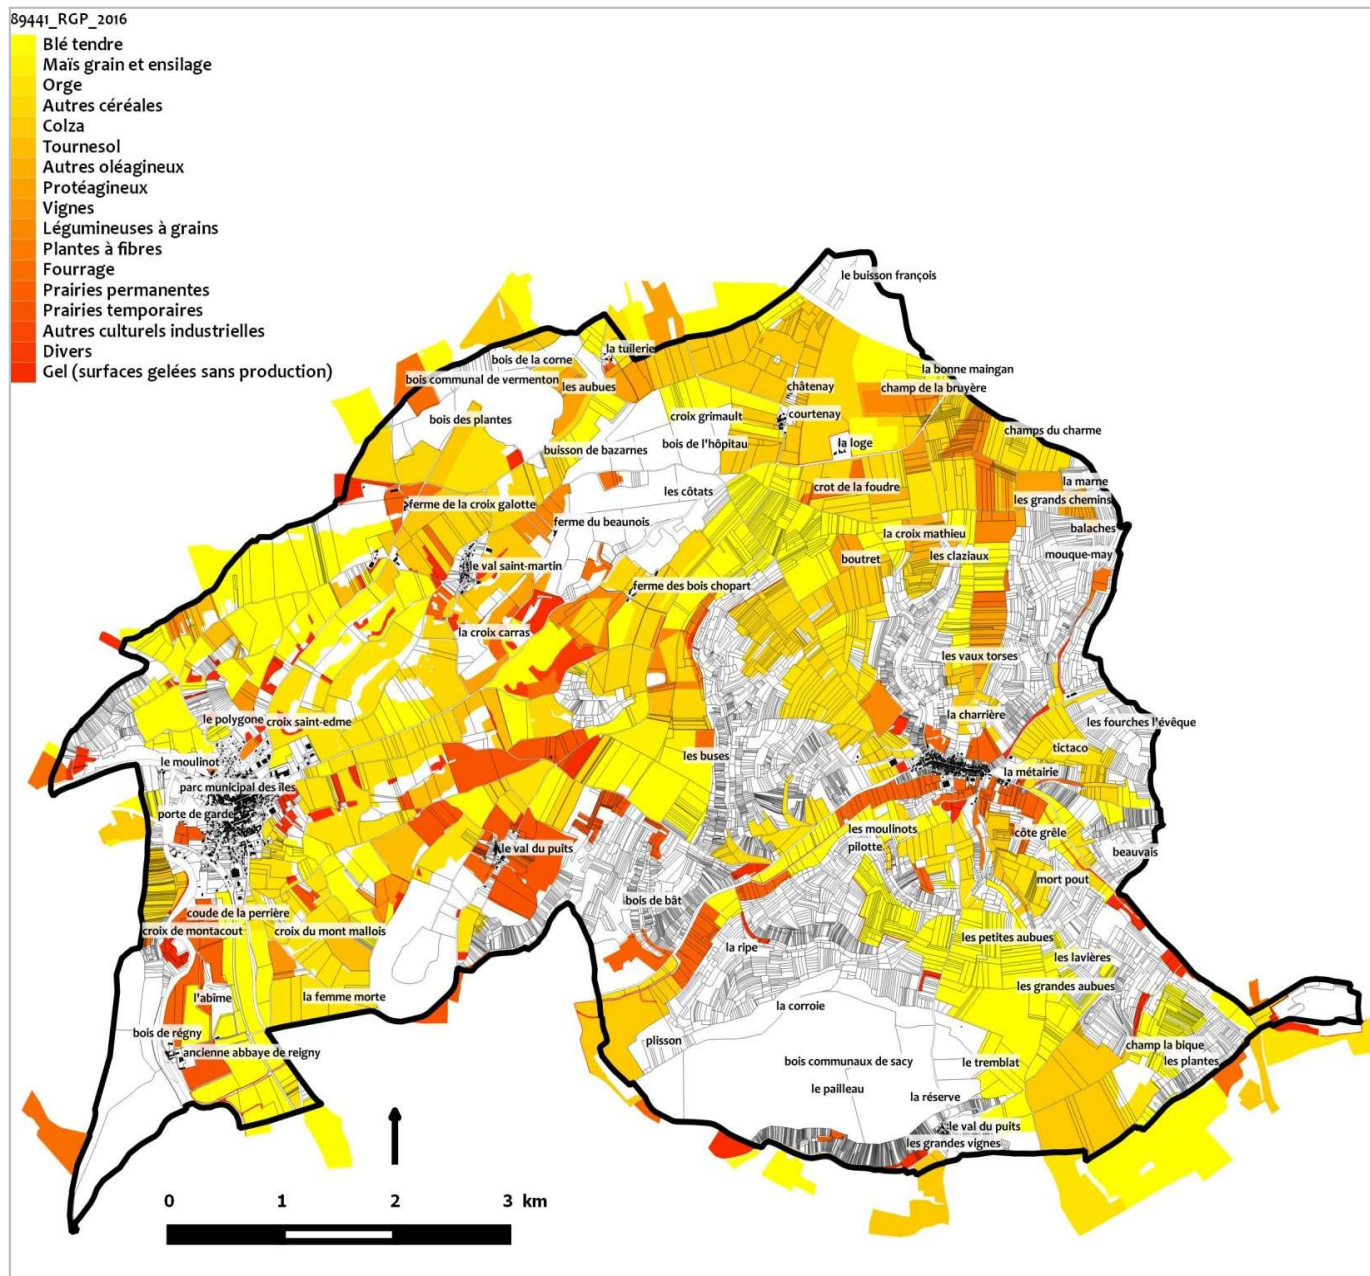 89441_RGP_2016
Blé tendre
Maïs grain et ensilage
Orge
Autres céréales
Colza
Tournesol
Autres oléagineux
Protéagineux
Vignes
Légumineuses à grains
Plantes à fibres
Fourrage
Prairies permanentes
Prairies temporaires
Autres culturels industrielles
Divers
Gel (surfaces gelées sans production)
le buisson françois
la tuilerie
bois de la corne
la bonne maingan
bois communal de vermenton
les aubues
châtenay
champ de la bruyère
bois des plantes
croix grimault
courtenay
champs du charme
buisson de bazarnes
bois de l'hôpitau
la loge
la marne
crot de la foudre
les côtats
les grands chemins
ferme de la croix galotte
ferme du beaunois
la croix mathieu
balaches
boutret
les claziaux
mouque-may
le val saint-martin
ferme des bois chopart
la croix carras
les vaux torses
le polygone
croix saint-edme
la charrière
les fourches l'évêque
tictaco
le moulinot
les buses
la métairie
parc municipal des îles
porte de garde
les moulinots
côte grêle
pilotte
le val du puits
beauvais
mort pout
bois de bât
coude de la perrière
croix de montacout
croix du mont mallois
les petites aubues
la ripe
les lavières
les grandes aubues
l'abîme
la femme morte
la corroie
bois de régny
plisson
champ la bique
ancienne abbaye de reigny
bois communaux de sacy
le tremblat
les plantes
le pailleau
la réserve
le val du puits
les grandes vignes
0 1 2 3 km